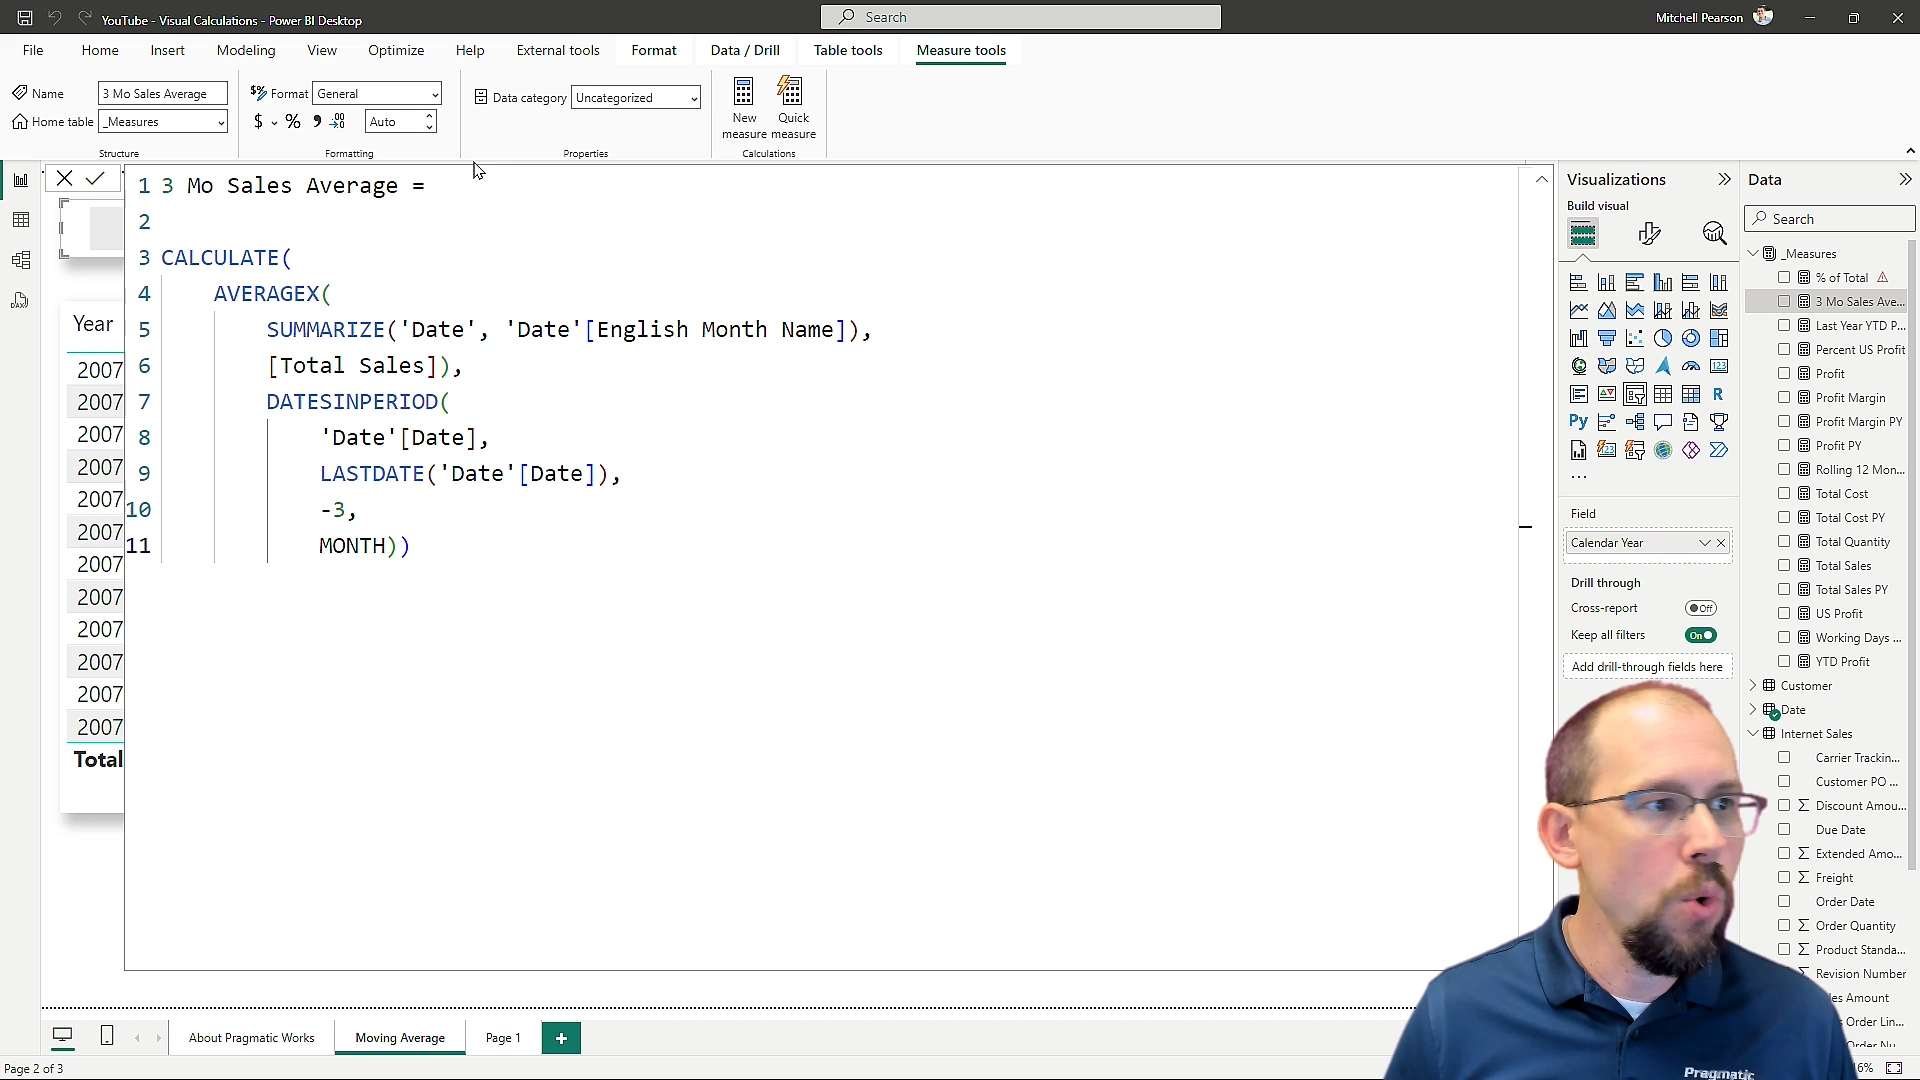 YouTube - Visual Calculations - Power BI Desktop
Search
Mitchell Pearson
File
Home
Insert
Modeling
View
Optimize
Help
External tools
Format
Data / Drill
Table tools
Measure tools
Name
3 Mo Sales Average
Home table
_Measures
Structure
Format
General
$ % 9
Auto
Formatting
Data category
Uncategorized
Properties
New measure
Quick measure
Calculations
1 3 Mo Sales Average =
2
3 CALCULATE(
4 AVERAGEX(
5 SUMMARIZE('Date', 'Date'[English Month Name]),
6 [Total Sales]),
7 DATESINPERIOD(
8 'Date'[Date],
9 LASTDATE('Date'[Date]),
10 -3,
11 MONTH))
Year
2007
2007
2007
2007
2007
2007
2007
2007
2007
2007
2007
2007
Total
Visualizations
Build visual
Field
Calendar Year
Drill through
Cross-report
Off
Keep all filters
On
Add drill-through fields here
Data
Search
_Measures
% of Total
3 Mo Sales Ave...
Last Year YTD P...
Percent US Profit
Profit
Profit Margin
Profit Margin PY
Profit PY
Rolling 12 Mon...
Total Cost
Total Cost PY
Total Quantity
Total Sales
Total Sales PY
US Profit
Working Days ...
YTD Profit
Customer
Date
Internet Sales
Carrier Trackin...
Customer PO ...
Discount Amou...
Due Date
Extended Amo...
Freight
Order Date
Order Quantity
Product Standa...
Revision Number
Amount
Order Lin...
About Pragmatic Works
Moving Average
Page 1
Page 2 of 3
Pragmatic